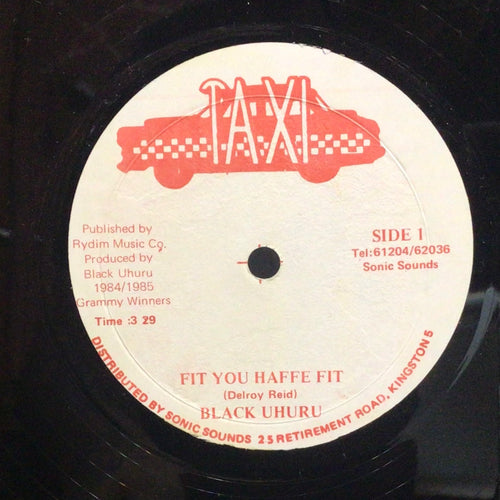 TAXI
Published by
Rydim Music Co.
Produced by
Black Uhuru
1984/1985
Grammy Winners
Time :3 29
SIDE 1
Tel:61204/62036
Sonic Sounds
FIT YOU HAFFE FIT
(Delroy Reid)
BLACK UHURU
DISTRIBUTED BY SONIC SOUNDS 25 RETIREMENT ROAD, KINGSTON 5